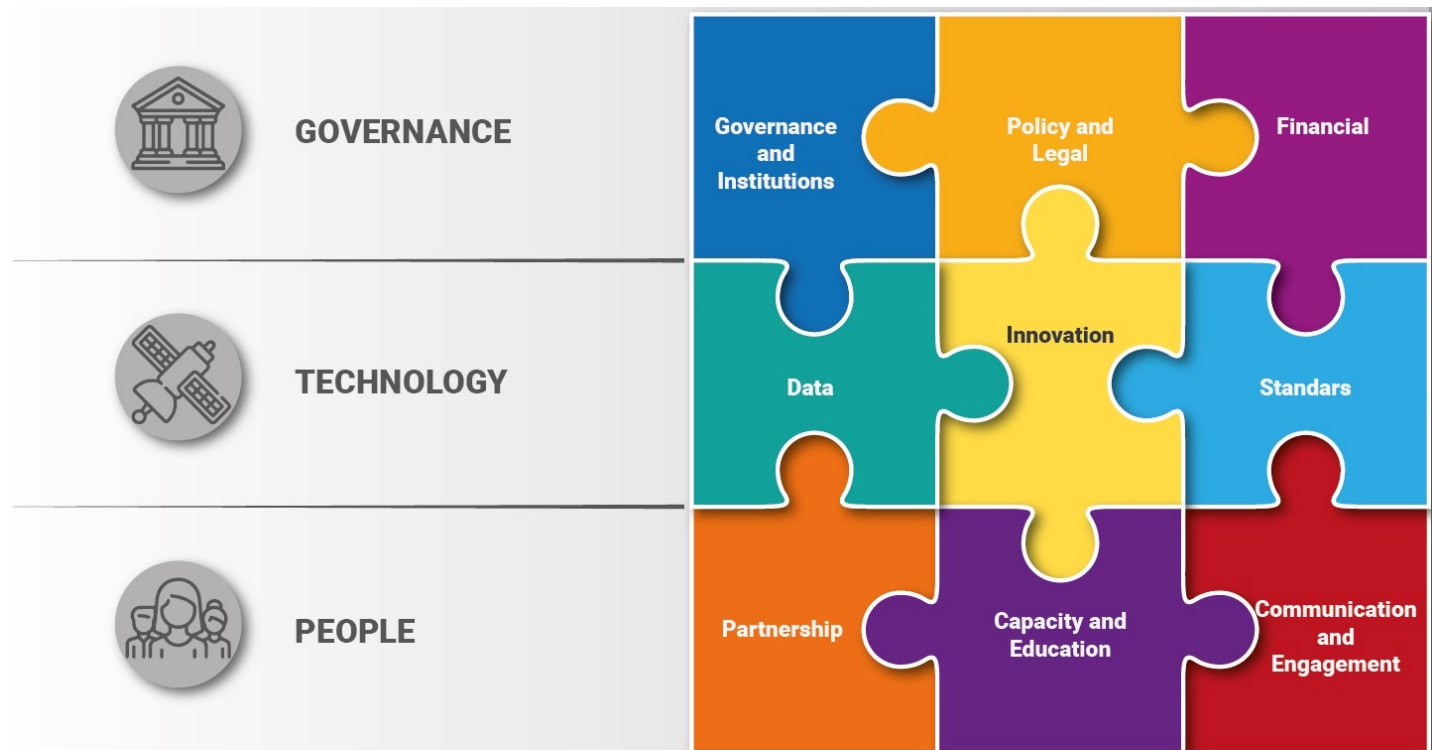 GOVERNANCE
Governance
and
Institutions
Policy and
Legal
Financial
TECHNOLOGY
Data
Innovation
Standars
PEOPLE
Partnership
Capacity and
Education
Communication
and
Engagement